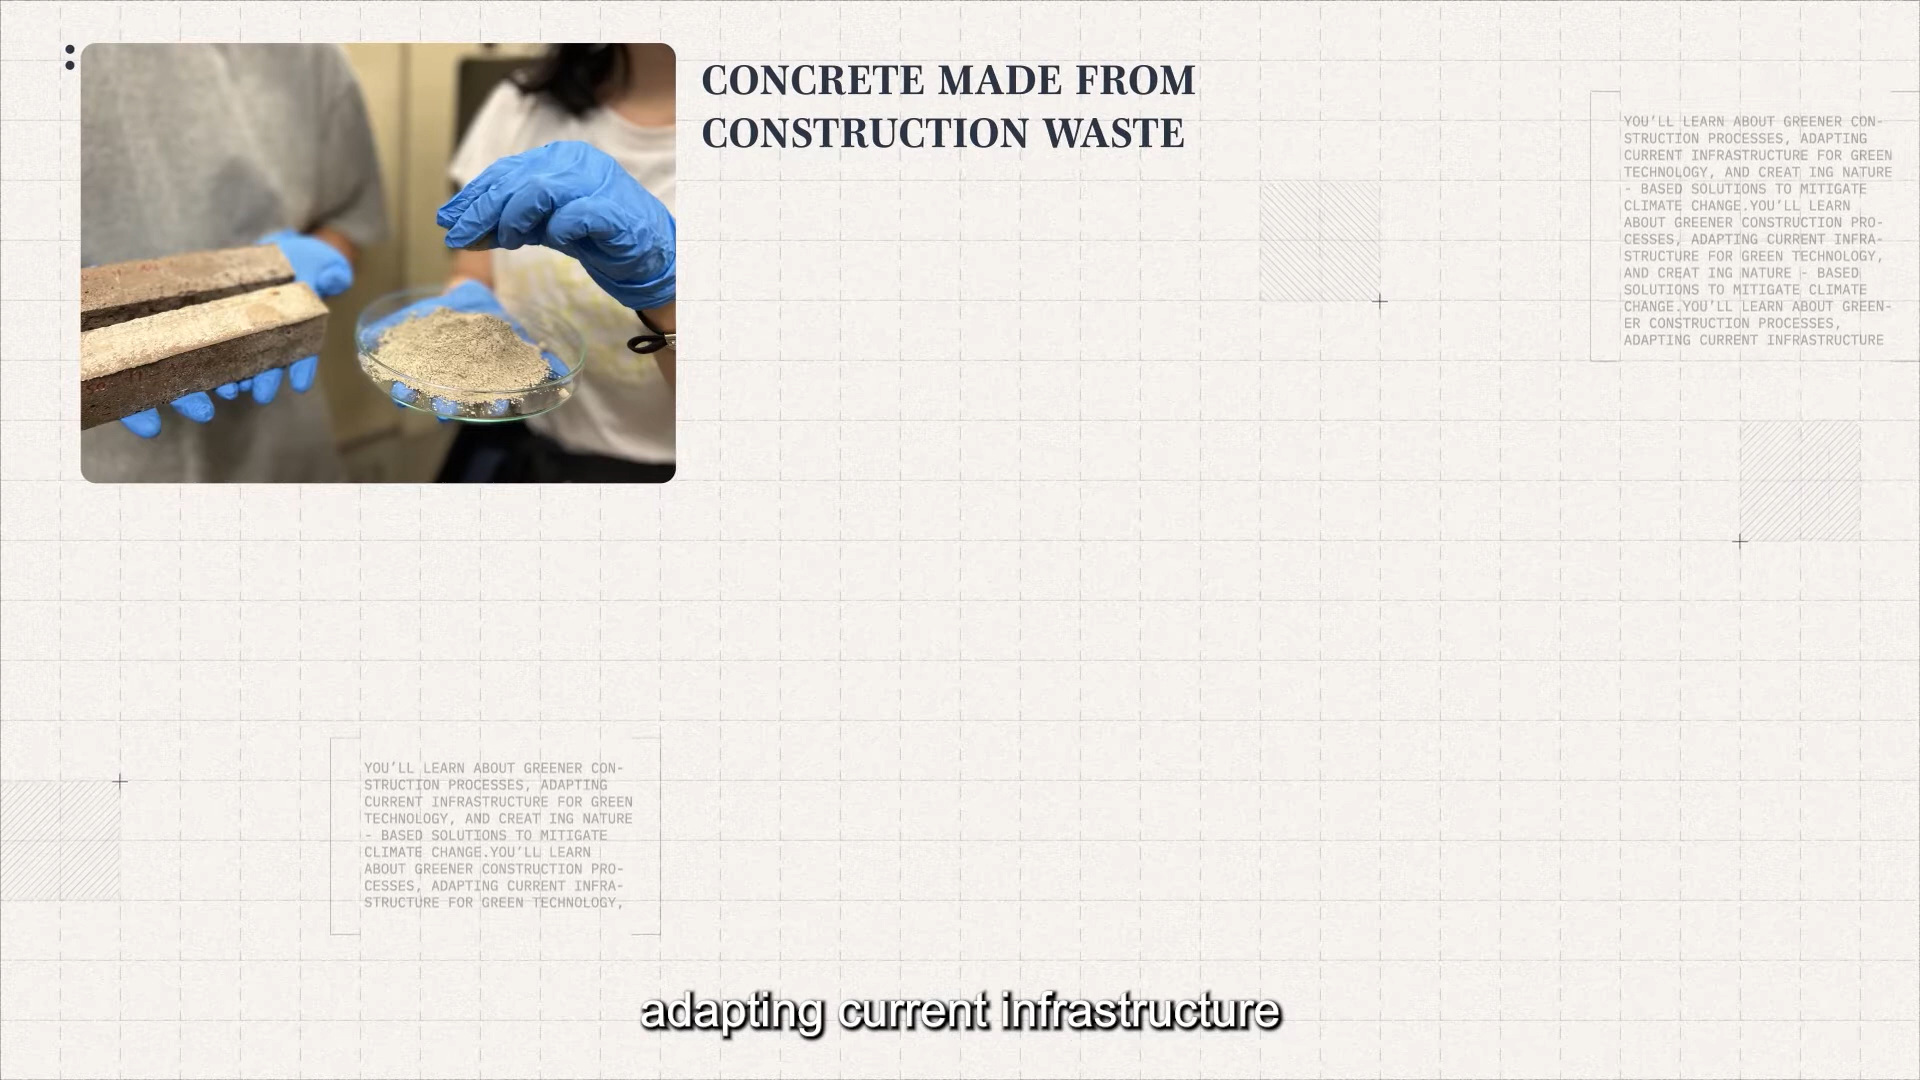 CONCRETE MADE FROM
CONSTRUCTION WASTE
YOU'LL LEARN ABOUT GREENER CON-
STRUCTION PROCESSES, ADAPTING
CURRENT INFRASTRUCTURE FOR GREEN
TECHNOLOGY, AND CREAT ING NATURE
- BASED SOLUTIONS TO MITIGATE
CLIMATE CHANGE.YOU'LL LEARN
ABOUT GREENER CONSTRUCTION PRO-
CESSES, ADAPTING CURRENT INFRA-
STRUCTURE FOR GREEN TECHNOLOGY,
AND CREAT ING NATURE - BASED
SOLUTIONS TO MITIGATE CLIMATE
CHANGE.YOU'LL LEARN ABOUT GREEN-
ER CONSTRUCTION PROCESSES,
ADAPTING CURRENT INFRASTRUCTURE
YOU'LL LEARN ABOUT GREENER CON-
STRUCTION PROCESSES, ADAPTING
CURRENT INFRASTRUCTURE FOR GREEN
TECHNOLOGY, AND CREAT ING NATURE
- BASED SOLUTIONS TO MITIGATE
CLIMATE CHANGE.YOU'LL LEARN
ABOUT GREENER CONSTRUCTION PRO-
CESSES, ADAPTING CURRENT INFRA-
STRUCTURE FOR GREEN TECHNOLOGY,
adapting current infrastructure